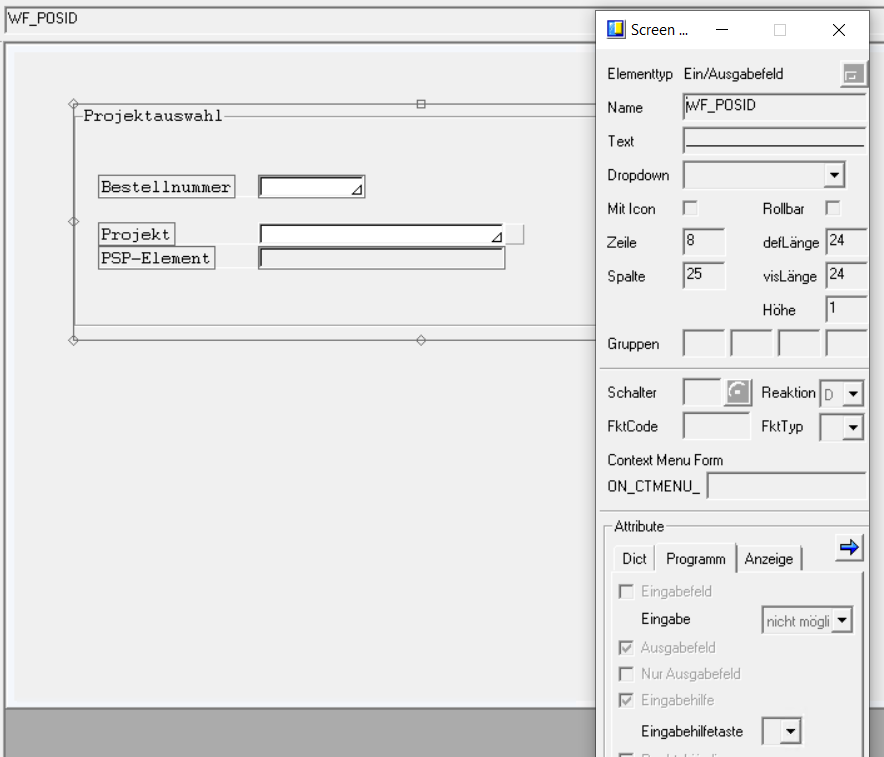 WF_POSID
Projektauswahl
Bestellnummer
Projekt
PSP-Element
Screen ...
Elementtyp Ein/Ausgabefeld
Name WF_POSID
Text ________________________
Dropdown
Mit Icon Rollbar
Zeile 8 defLänge 24
Spalte 25 visLänge 24
Höhe 1
Gruppen
Schalter Reaktion D
FktCode FktTyp
Context Menu Form
ON_CTMENU_
Attribute
Dict Programm Anzeige
Eingabefeld
Eingabe nicht mögli
Ausgabefeld
Nur Ausgabefeld
Eingabehilfe
Eingabehilfetaste